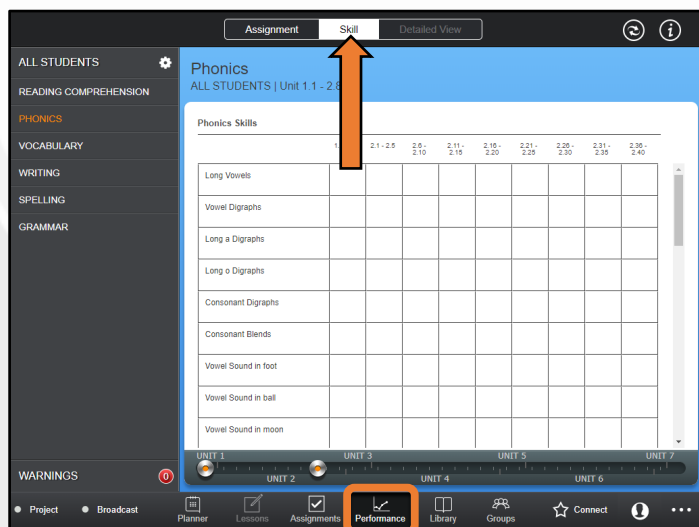 Assignment Skill Detailed View
ALL STUDENTS
READING COMPREHENSION
PHONICS
VOCABULARY
WRITING
SPELLING
GRAMMAR
WARNINGS 0
Phonics
ALL STUDENTS | Unit 1.1 - 2.8
Phonics Skills
2.1 - 2.5 2.6 - 2.10 2.11 - 2.15 2.16 - 2.20 2.21 - 2.25 2.26 - 2.30 2.31 - 2.35 2.36 - 2.40
Long Vowels
Vowel Digraphs
Long a Digraphs
Long o Digraphs
Consonant Digraphs
Consonant Blends
Vowel Sound in foot
Vowel Sound in ball
Vowel Sound in moon
UNIT 1 UNIT 3 UNIT 5 UNIT 7
UNIT 2 UNIT 4 UNIT 6
Project Broadcast Planner Lessons Assignments Performance Library Groups Connect